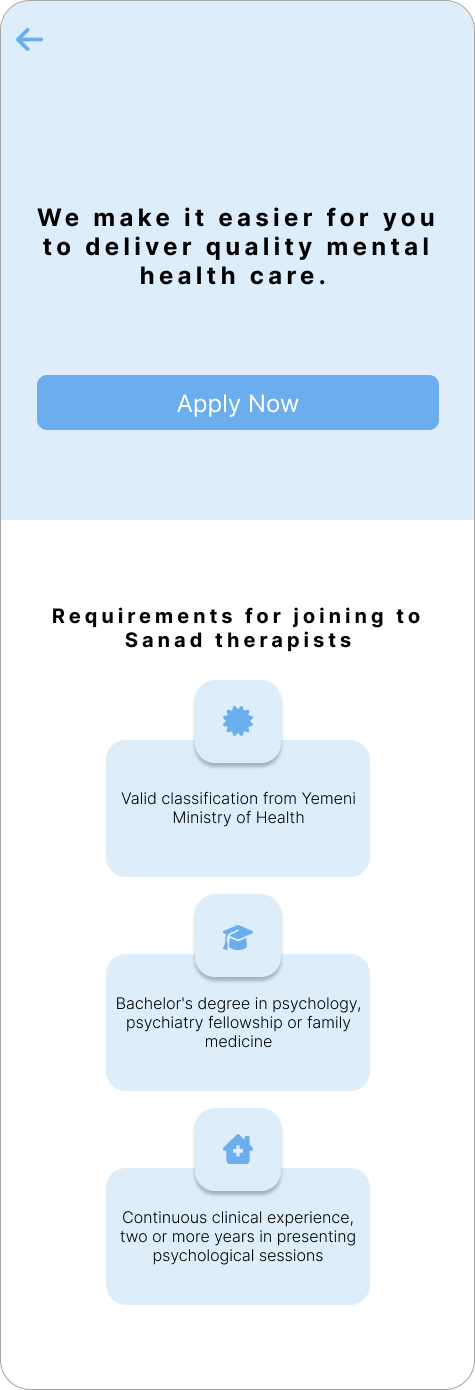 We make it easier for you
to deliver quality mental
health care.
Apply Now
Requirements for joining to
Sanad therapists
Valid classification from Yemeni
Ministry of Health
Bachelor's degree in psychology,
psychiatry fellowship or family
medicine
Continuous clinical experience,
two or more years in presenting
psychological sessions